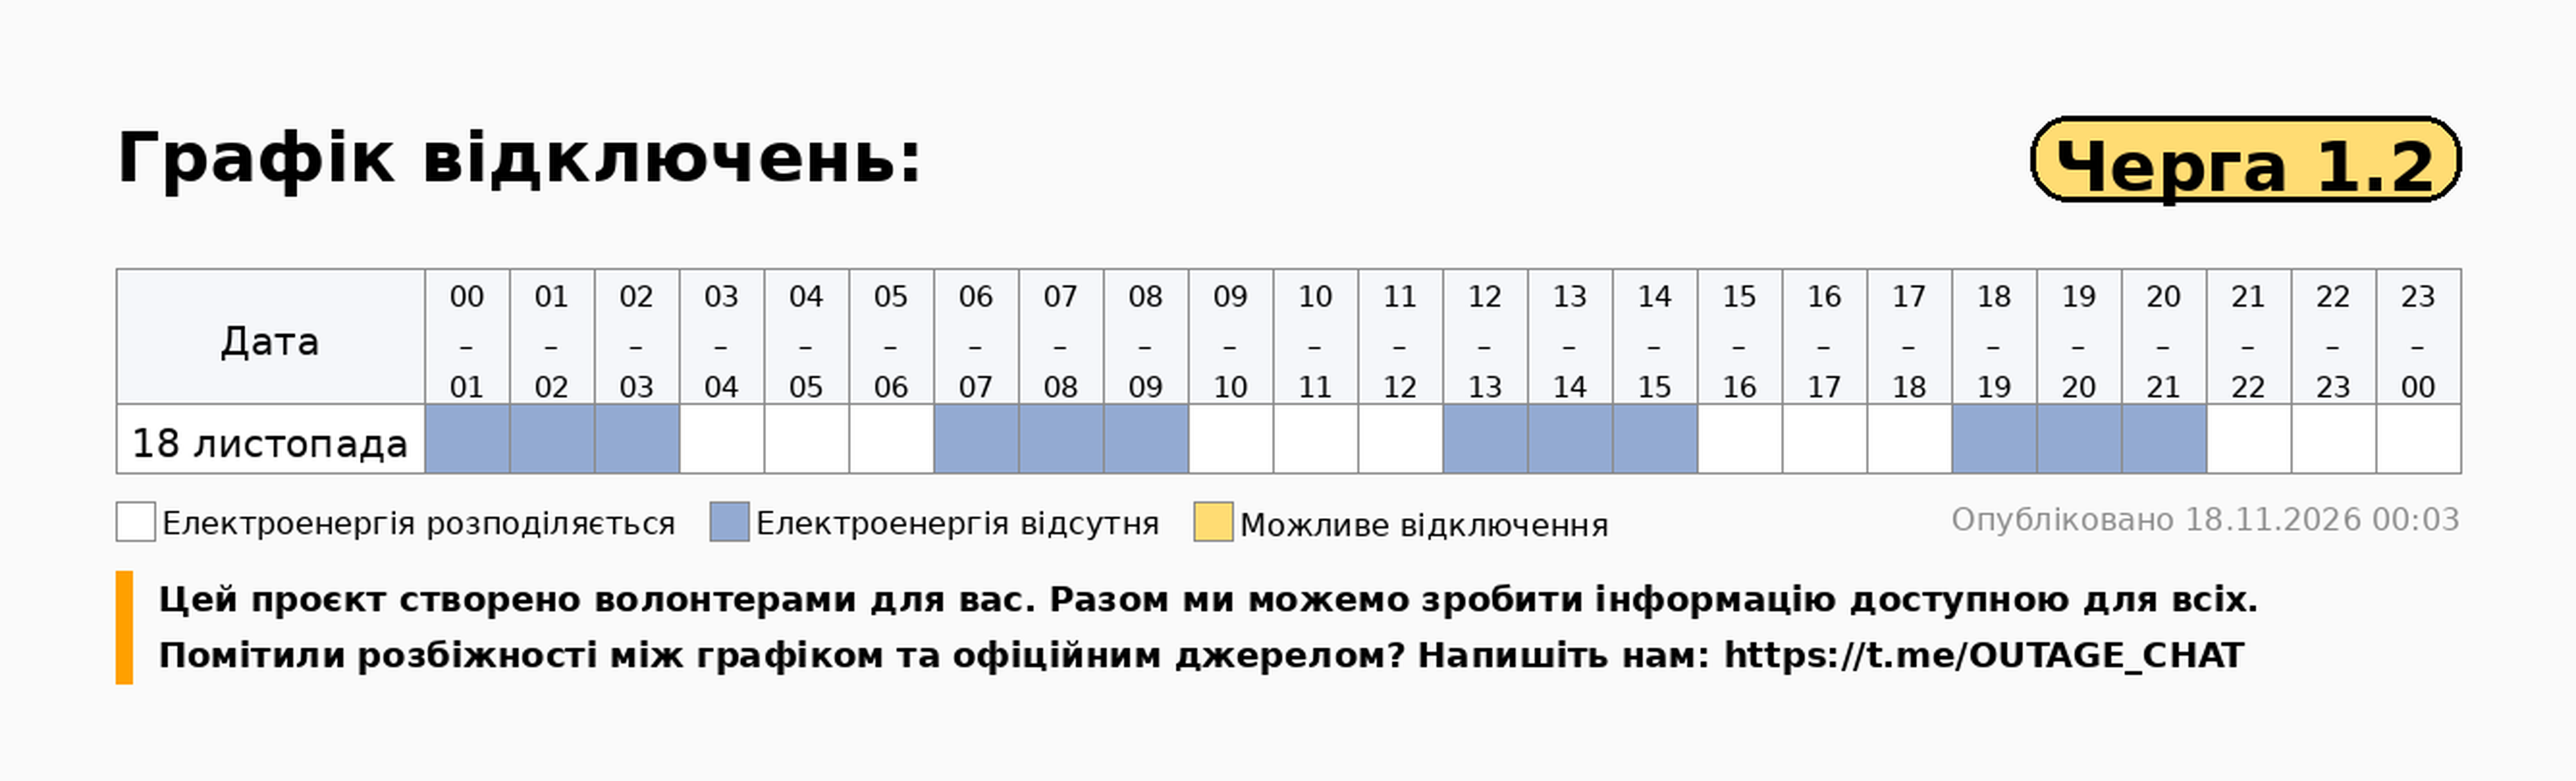 Графік відключень:
Черга 1.2
Дата
00 – 01
01 – 02
02 – 03
03 – 04
04 – 05
05 – 06
06 – 07
07 – 08
08 – 09
09 – 10
10 – 11
11 – 12
12 – 13
13 – 14
14 – 15
15 – 16
16 – 17
17 – 18
18 – 19
19 – 20
20 – 21
21 – 22
22 – 23
23 – 00
18 листопада
Електроенергія розподіляється
Електроенергія відсутня
Можливе відключення
Опубліковано 18.11.2026 00:03
Цей проєкт створено волонтерами для вас. Разом ми можемо зробити інформацію доступною для всіх.
Помітили розбіжності між графіком та офіційним джерелом? Напишіть нам: https://t.me/OUTAGE_CHAT